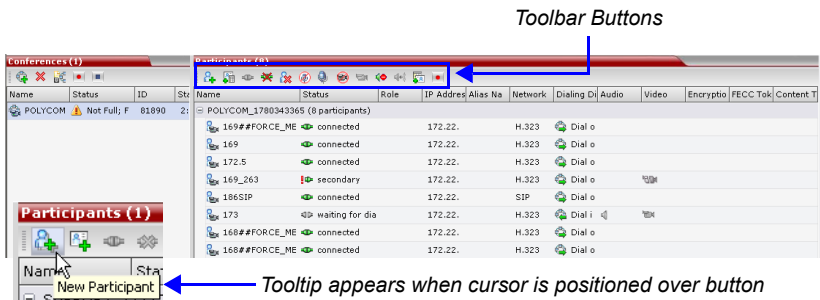 Toolbar Buttons
Conferences (1)
Participants (8)
Name Status ID Sta
Name Status Role IP Addres Alias Na Network Dialing Di Audio Video Encryptio FECC Tok Content T
POLYCOM Not Full; F 81890 2:
POLYCOM_1780343365 (8 participants)
169##FORCE_ME connected 172.22. H.323 Dial o
169 connected 172.22. H.323 Dial o
172.5 connected 172.22. H.323 Dial o
169_263 secondary 172.22. H.323 Dial o
186SIP connected 172.22. SIP Dial o
173 waiting for dia 172.22. H.323 Dial i
168##FORCE_ME connected 172.22. H.323 Dial o
168##FORCE_ME connected 172.22. H.323 Dial o
Participants (1)
Name Sta
New Participant
Tooltip appears when cursor is positioned over button